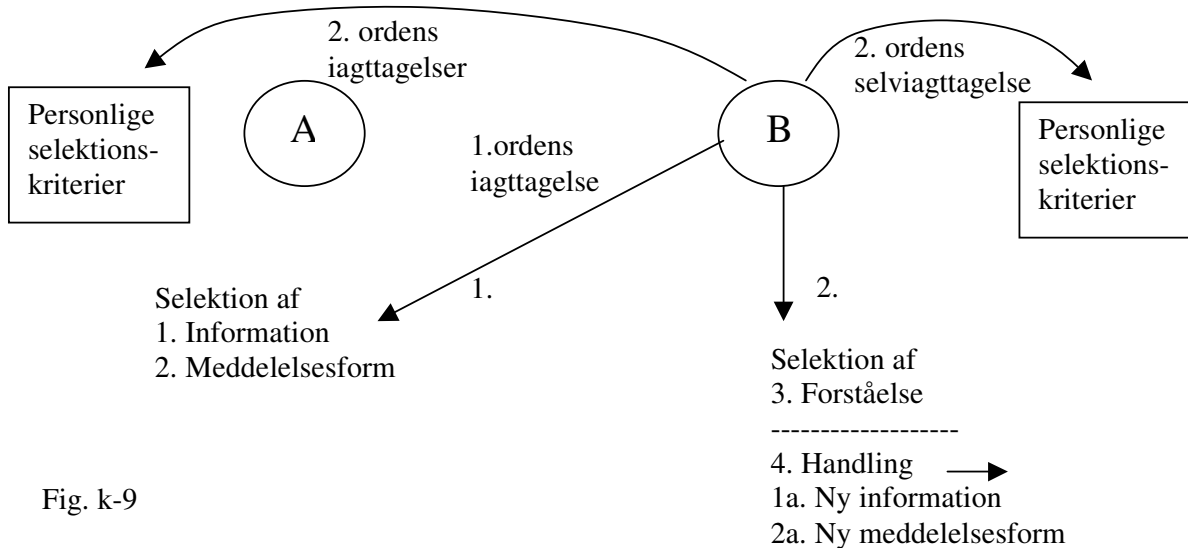 2. ordens
iagttagelser
2. ordens
selviagttagelse
Personlige
selektions-
kriterier
A
B
1.ordens
iagttagelse
Personlige
selektions-
kriterier
1.
2.
Selektion af
1. Information
2. Meddelelsesform
Selektion af
3. Forståelse
-------------------
4. Handling
1a. Ny information
2a. Ny meddelelsesform
Fig. k-9